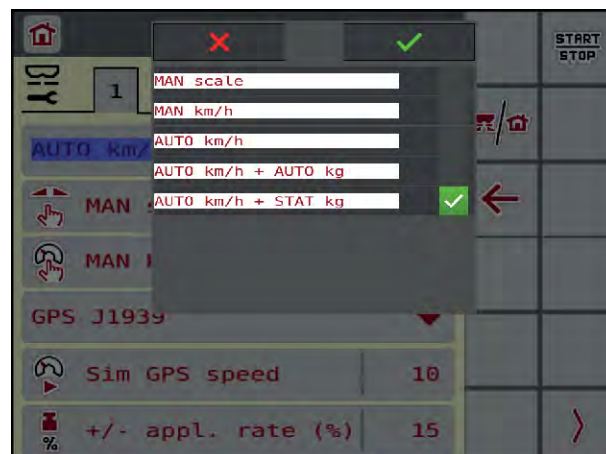 START
STOP
1
MAN scale
MAN km/h
AUTO km/h
AUTO km/h + AUTO kg
AUTO km/h + STAT kg
AUTO km/
MAN
MAN
GPS J1939
Sim GPS speed 10
% +/- appl. rate (%) 15